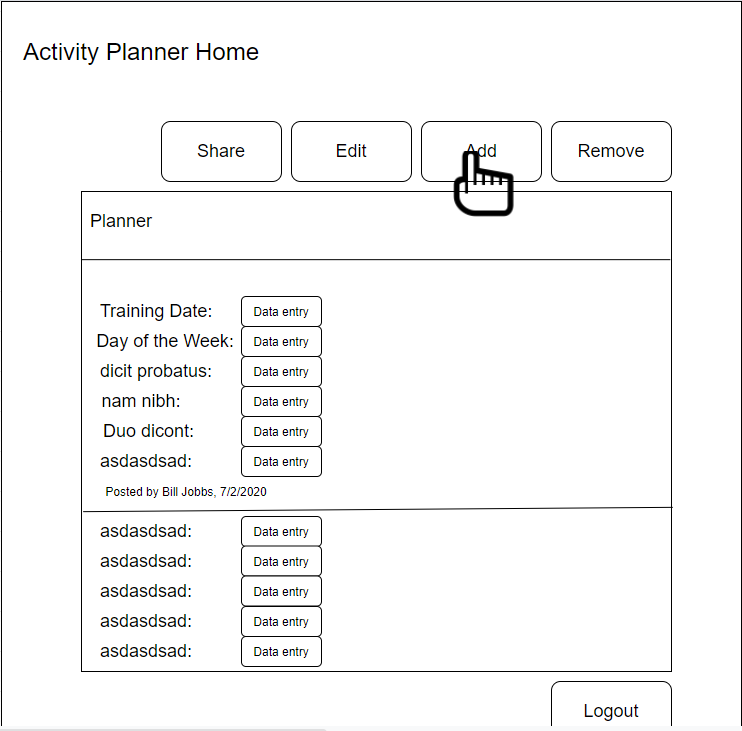 Activity Planner Home
Share Edit Add Remove
Planner
Training Date: Data entry
Day of the Week: Data entry
dicit probatus: Data entry
nam nibh: Data entry
Duo dicont: Data entry
asdasdsad: Data entry
Posted by Bill Jobbs, 7/2/2020
asdasdsad: Data entry
asdasdsad: Data entry
asdasdsad: Data entry
asdasdsad: Data entry
asdasdsad: Data entry
Logout